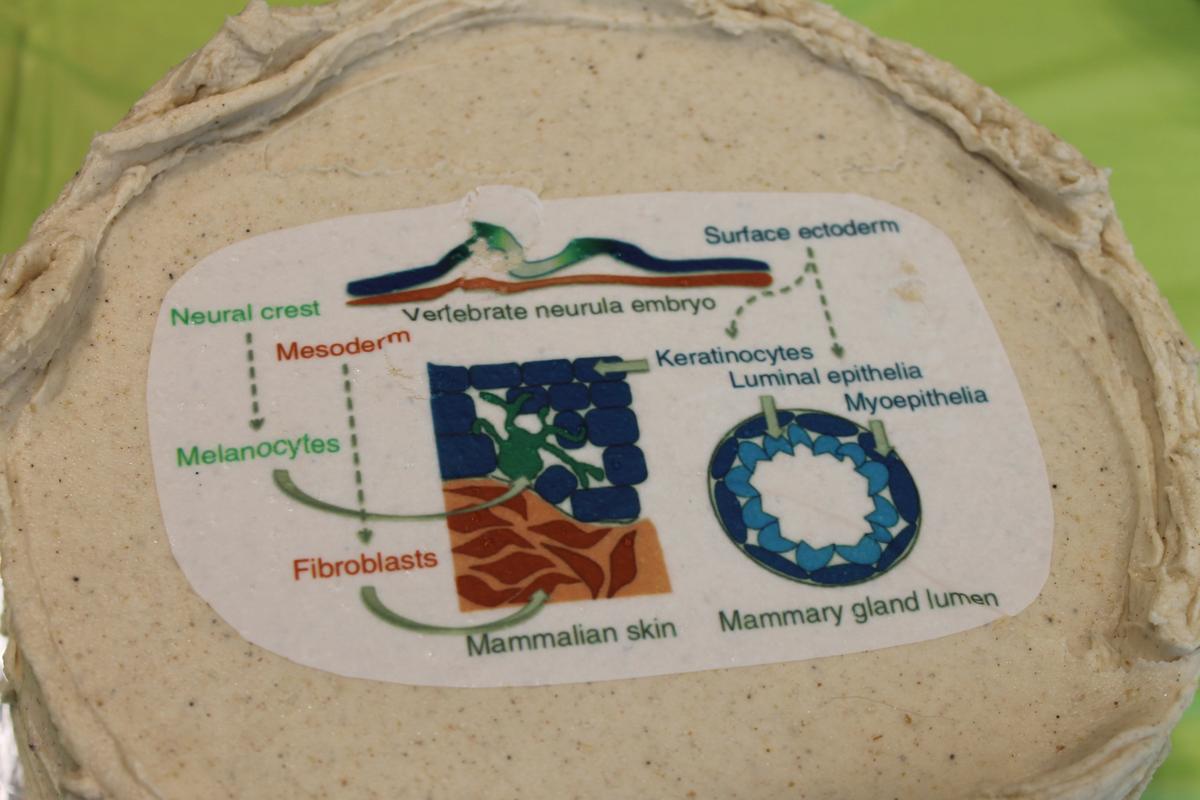 Surface ectoderm
Vertebrate neurula embryo
Neural crest
Mesoderm
Keratinocytes
Luminal epithelia
Myoepithelia
Melanocytes
Fibroblasts
Mammalian skin
Mammary gland lumen